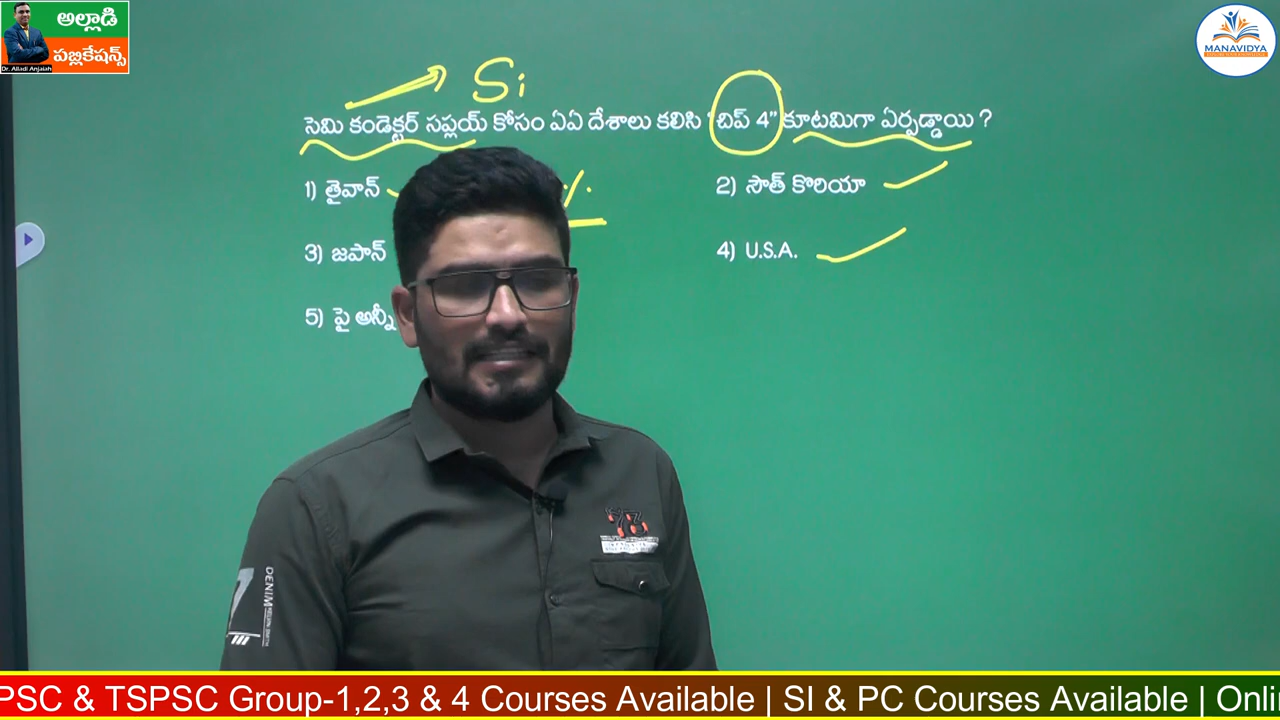 అల్లాడి
పబ్లికేషన్స్
Dr. Alladi Anjaiah
MANAVIDYA
Si
సెమి కండెక్టర్ సప్లయ్ కోసం ఏఏ దేశాలు కలిసి "చిప్ 4" కూటమిగా ఏర్పడ్డాయి ?
1) తైవాన్
%
2) సౌత్ కొరియా
3) జపాన్
4) U.S.A.
5) పై అన్నీ
DENIM
PSC & TSPSC Group-1,2,3 & 4 Courses Available | SI & PC Courses Available | Onli